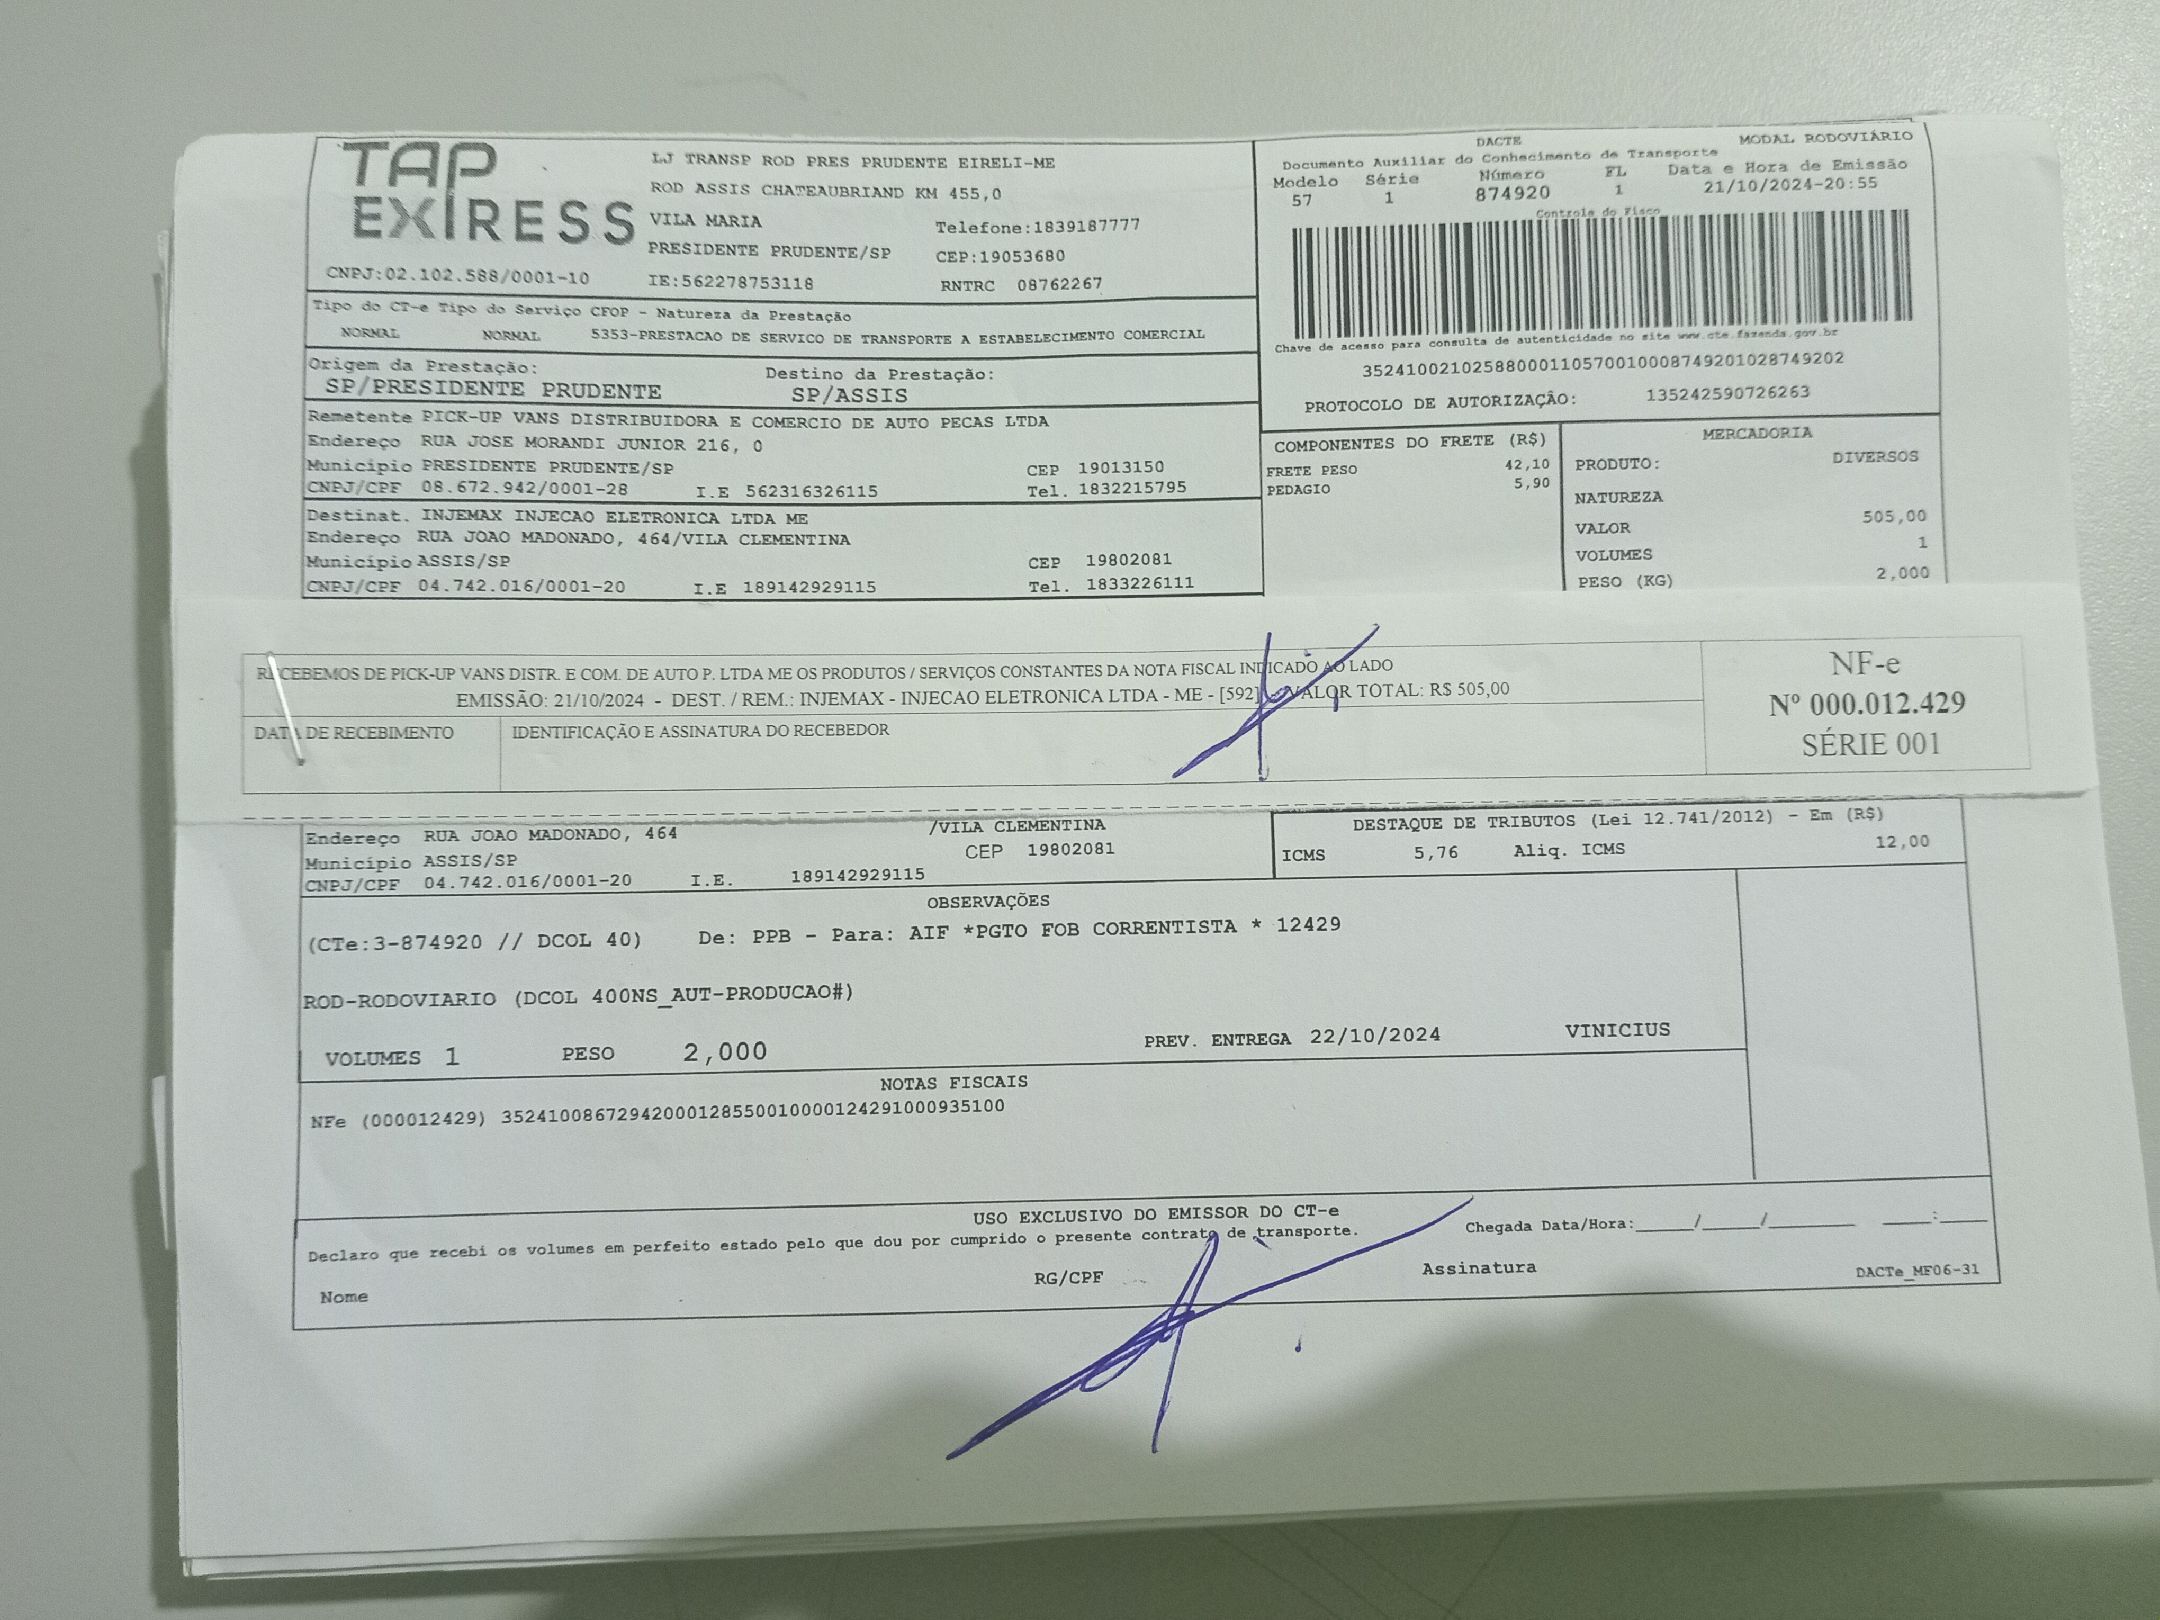 TAP EXPRESS
LJ TRANSP ROD PRES PRUDENTE EIRELI-ME
ROD ASSIS CHATEAUBRIAND KM 455,0
VILA MARIA Telefone:1839187777
PRESIDENTE PRUDENTE/SP CEP:19053680
CNPJ:02.102.588/0001-10 IE:562278753118 RNTRC 08762267
DACTE MODAL RODOVIÁRIO
Documento Auxiliar do Conhecimento de Transporte
Modelo Série Número FL Data e Hora de Emissão
57 1 874920 1 21/10/2024-20:55
Controle do Fisco
Chave de acesso para consulta de autenticidade no site www.cte.fazenda.gov.br
35241002102588000110570010008749201028749202
PROTOCOLO DE AUTORIZAÇÃO: 135242590726263
Tipo do CT-e Tipo do Serviço CFOP - Natureza da Prestação
NORMAL NORMAL 5353-PRESTACAO DE SERVICO DE TRANSPORTE A ESTABELECIMENTO COMERCIAL
Origem da Prestação: Destino da Prestação:
SP/PRESIDENTE PRUDENTE SP/ASSIS
Remetente PICK-UP VANS DISTRIBUIDORA E COMERCIO DE AUTO PECAS LTDA
Endereço RUA JOSE MORANDI JUNIOR 216, 0
Município PRESIDENTE PRUDENTE/SP CEP 19013150
CNPJ/CPF 08.672.942/0001-28 I.E 562316326115 Tel. 1832215795
Destinat. INJEMAX INJECAO ELETRONICA LTDA ME
Endereço RUA JOAO MADONADO, 464/VILA CLEMENTINA
Município ASSIS/SP CEP 19802081
CNPJ/CPF 04.742.016/0001-20 I.E 189142929115 Tel. 1833226111
COMPONENTES DO FRETE (R$)
FRETE PESO 42,10
PEDAGIO 5,90
MERCADORIA
PRODUTO: DIVERSOS
NATUREZA
VALOR 505,00
VOLUMES 1
PESO (KG) 2,000
RECEBEMOS DE PICK-UP VANS DISTR. E COM. DE AUTO P. LTDA ME OS PRODUTOS / SERVIÇOS CONSTANTES DA NOTA FISCAL INDICADO AO LADO
EMISSÃO: 21/10/2024 - DEST. / REM.: INJEMAX - INJECAO ELETRONICA LTDA - ME - [592] - VALOR TOTAL: R$ 505,00
DATA DE RECEBIMENTO IDENTIFICAÇÃO E ASSINATURA DO RECEBEDOR
NF-e
Nº 000.012.429
SÉRIE 001
Endereço RUA JOAO MADONADO, 464 /VILA CLEMENTINA
Município ASSIS/SP CEP 19802081
CNPJ/CPF 04.742.016/0001-20 I.E. 189142929115
DESTAQUE DE TRIBUTOS (Lei 12.741/2012) - Em (R$)
ICMS 5,76 Aliq. ICMS 12,00
OBSERVAÇÕES
(CTe:3-874920 // DCOL 40) De: PPB - Para: AIF *PGTO FOB CORRENTISTA * 12429
ROD-RODOVIARIO (DCOL 400NS_AUT-PRODUCAO#)
VOLUMES 1 PESO 2,000 PREV. ENTREGA 22/10/2024 VINICIUS
NOTAS FISCAIS
NFe (000012429) 35241008672942000128550010000124291000935100
USO EXCLUSIVO DO EMISSOR DO CT-e
Declaro que recebi os volumes em perfeito estado pelo que dou por cumprido o presente contrato de transporte. Chegada Data/Hora:____/____/______ ___:___
Nome RG/CPF Assinatura DACTe_MF06-31